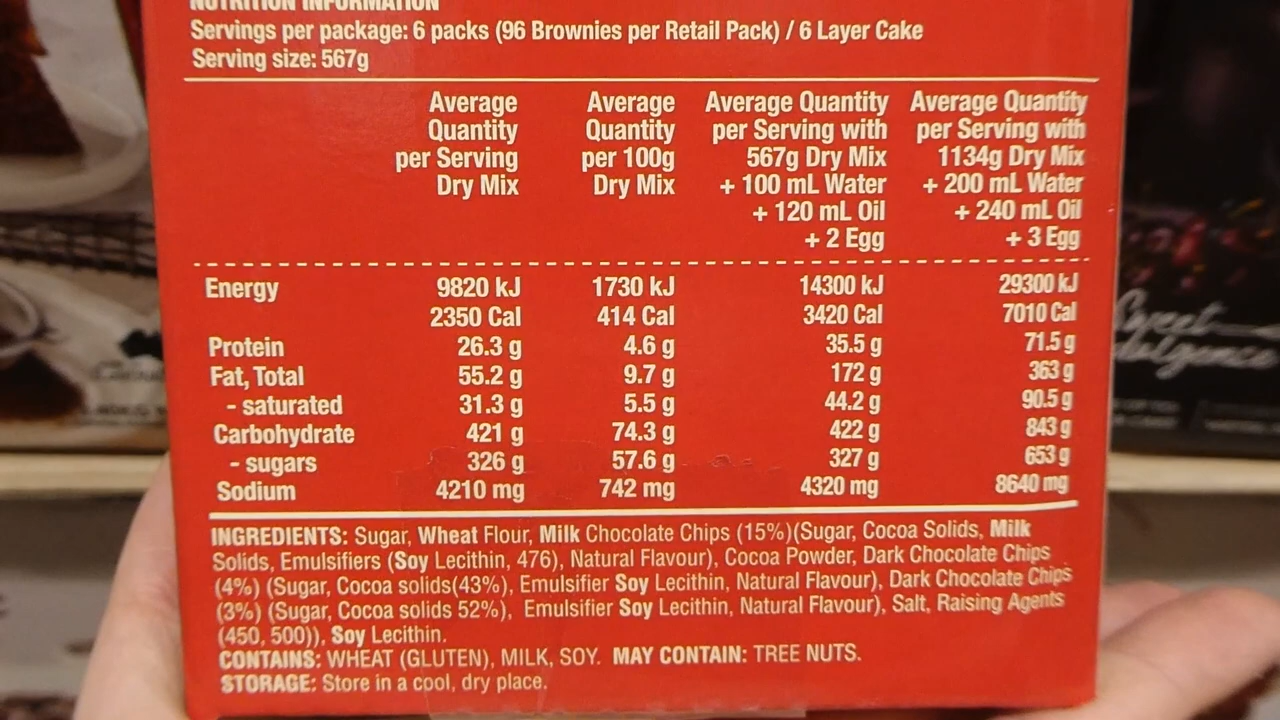 NUTRITION INFORMATION
Servings per package: 6 packs (96 Brownies per Retail Pack) / 6 Layer Cake
Serving size: 567g
Average Quantity per Serving Dry Mix
Average Quantity per 100g Dry Mix
Average Quantity per Serving with 567g Dry Mix + 100 mL Water + 120 mL Oil + 2 Egg
Average Quantity per Serving with 1134g Dry Mix + 200 mL Water + 240 mL Oil + 3 Egg
Energy 9820 kJ 1730 kJ 14300 kJ 29300 kJ
2350 Cal 414 Cal 3420 Cal 7010 Cal
Protein 26.3 g 4.6 g 35.5 g 71.5 g
Fat, Total 55.2 g 9.7 g 172 g 363 g
- saturated 31.3 g 5.5 g 44.2 g 90.5 g
Carbohydrate 421 g 74.3 g 422 g 843 g
- sugars 326 g 57.6 g 327 g 653 g
Sodium 4210 mg 742 mg 4320 mg 8640 mg
INGREDIENTS: Sugar, Wheat Flour, Milk Chocolate Chips (15%)(Sugar, Cocoa Solids, Milk
Solids, Emulsifiers (Soy Lecithin, 476), Natural Flavour), Cocoa Powder, Dark Chocolate Chips
(4%) (Sugar, Cocoa solids(43%), Emulsifier Soy Lecithin, Natural Flavour), Dark Chocolate Chips
(3%) (Sugar, Cocoa solids 52%), Emulsifier Soy Lecithin, Natural Flavour), Salt, Raising Agents
(450, 500)), Soy Lecithin.
CONTAINS: WHEAT (GLUTEN), MILK, SOY. MAY CONTAIN: TREE NUTS.
STORAGE: Store in a cool, dry place.
Sweet